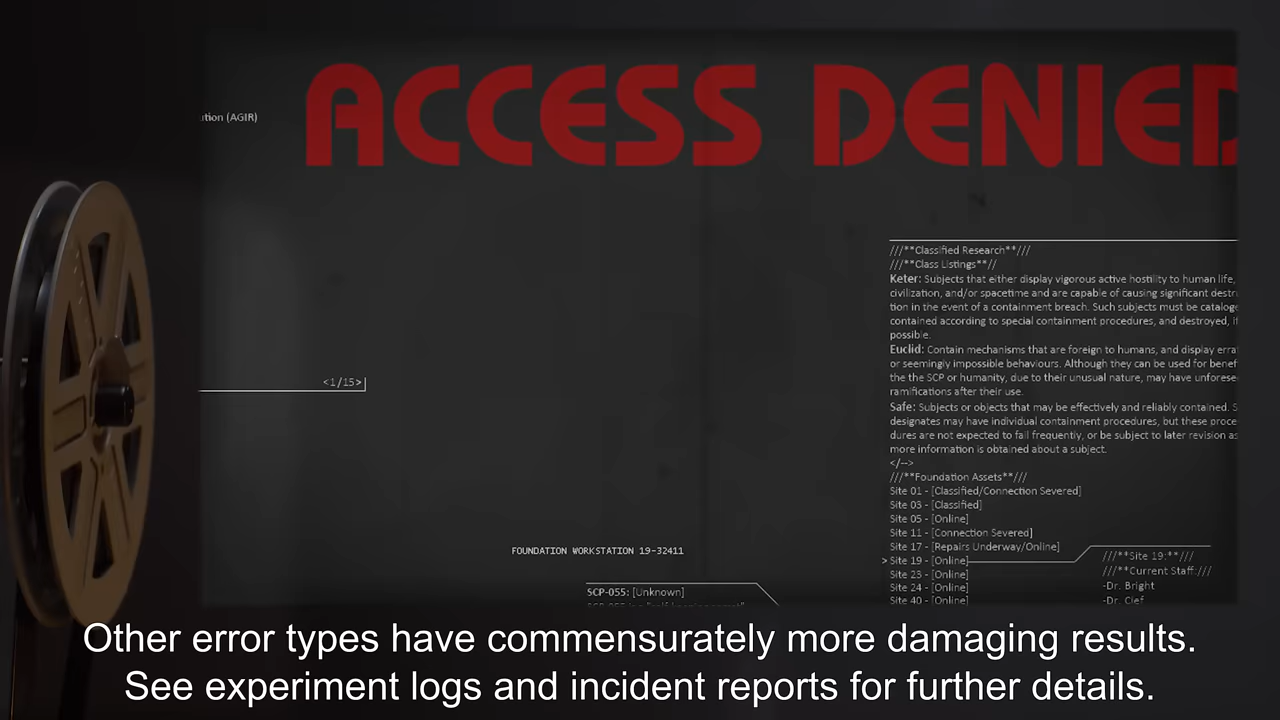 ACCESS DENIED
ution (AGIR)
///**Classified Research**///
///**Class Listings**//
Keter: Subjects that either display vigorous active hostility to human life,
civilization, and/or spacetime and are capable of causing significant destr
tion in the event of a containment breach. Such subjects must be cataloge
contained according to special containment procedures, and destroyed, if
possible.
Euclid: Contain mechanisms that are foreign to humans, and display erra
or seemingly impossible behaviours. Although they can be used for benef
the the SCP or humanity, due to their unusual nature, may have unforese
ramifications after their use.
Safe: Subjects or objects that may be effectively and reliably contained. S
designates may have individual containment procedures, but these proce
dures are not expected to fail frequently, or be subject to later revision as
more information is obtained about a subject.
</-->
<1/15>
///**Foundation Assets**///
Site 01 - [Classified/Connection Severed]
Site 03 - [Classified]
Site 05 - [Online]
Site 11 - [Connection Severed]
Site 17 - [Repairs Underway/Online]
> Site 19 - [Online]
Site 23 - [Online]
Site 24 - [Online]
Site 40 - [Online]
///**Site 19:**///
///**Current Staff:///
-Dr. Bright
-Dr. Clef
FOUNDATION WORKSTATION 19-32411
SCP-055: [Unknown]
Other error types have commensurately more damaging results.
See experiment logs and incident reports for further details.